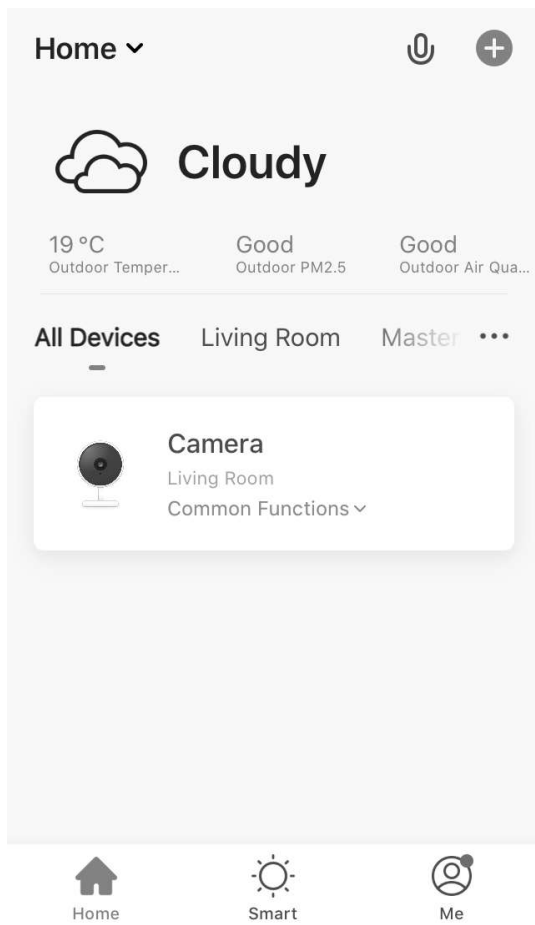 Home
Cloudy
19 °C Good Good
Outdoor Temper... Outdoor PM2.5 Outdoor Air Qua...
All Devices Living Room Master ...
Camera
Living Room
Common Functions
Home Smart Me